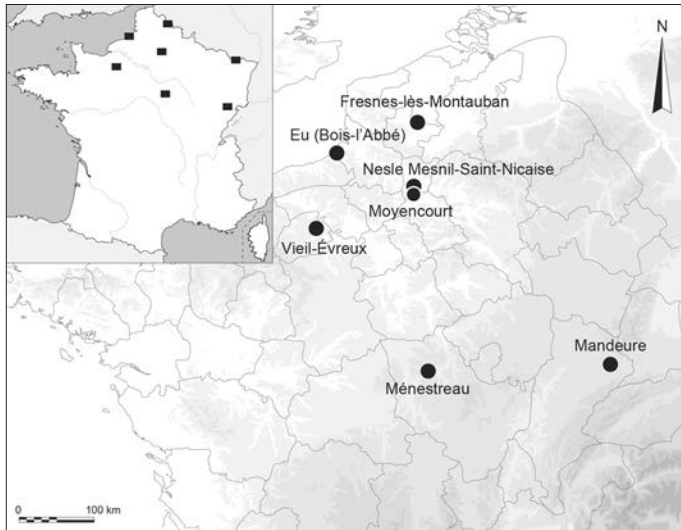 N
Fresnes-lès-Montauban
Eu (Bois-l'Abbé)
Nesle Mesnil-Saint-Nicaise
Moyencourt
Vieil-Évreux
Mandeure
Ménestreau
0 100 km